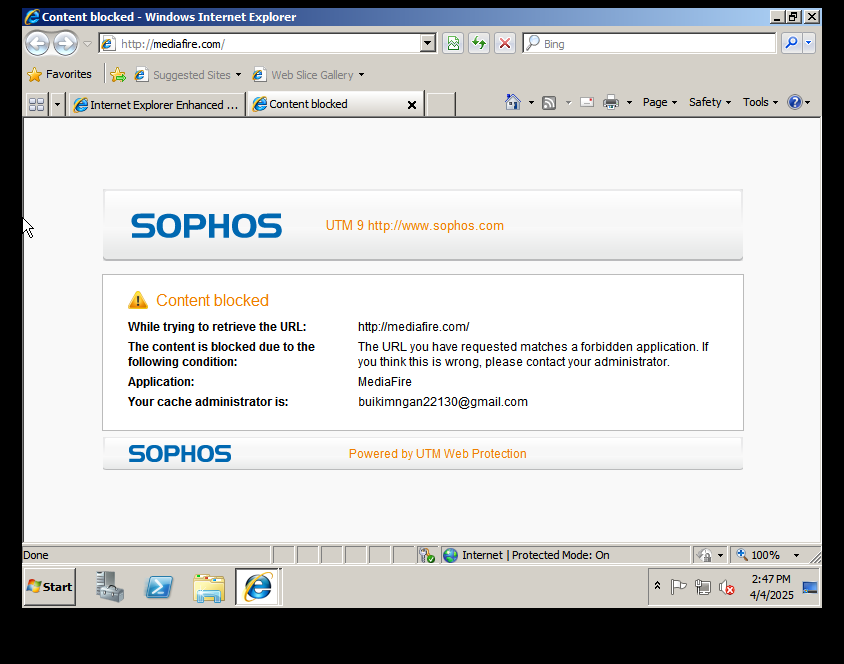 Content blocked - Windows Internet Explorer
http://mediafire.com/
Bing
Favorites
Suggested Sites
Web Slice Gallery
Internet Explorer Enhanced ...
Content blocked
Page
Safety
Tools
SOPHOS
UTM 9 http://www.sophos.com
Content blocked
While trying to retrieve the URL: http://mediafire.com/
The content is blocked due to the The URL you have requested matches a forbidden application. If
following condition: you think this is wrong, please contact your administrator.
Application: MediaFire
Your cache administrator is: buikimngan22130@gmail.com
SOPHOS
Powered by UTM Web Protection
Done
Internet | Protected Mode: On
100%
Start
2:47 PM
4/4/2025